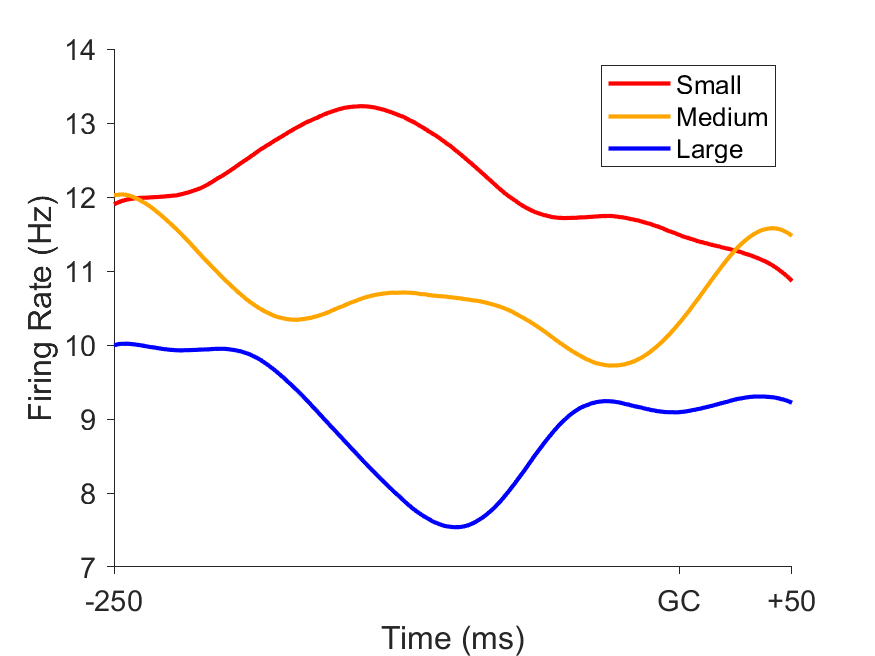 14
13
12
11
10
9
8
7
Firing Rate (Hz)
Small
Medium
Large
-250
GC
+50
Time (ms)